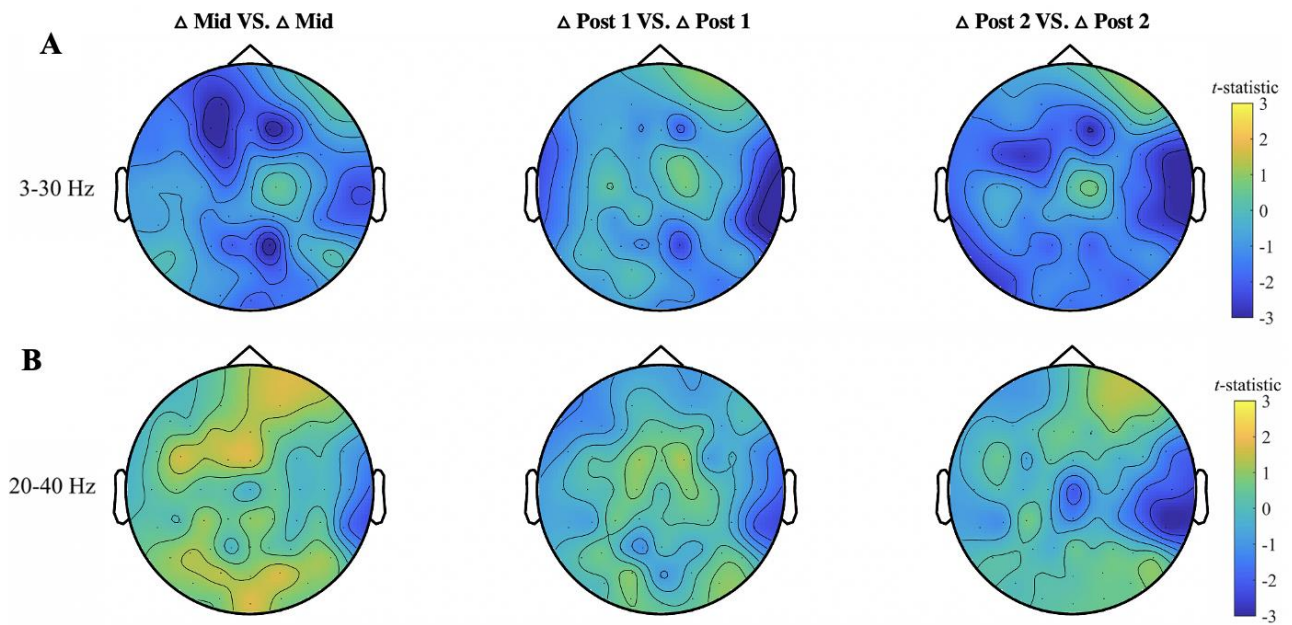 △ Mid VS. △ Mid
△ Post 1 VS. △ Post 1
△ Post 2 VS. △ Post 2
A
3-30 Hz
t-statistic
3
2
1
0
-1
-2
-3
B
20-40 Hz
t-statistic
3
2
1
0
-1
-2
-3